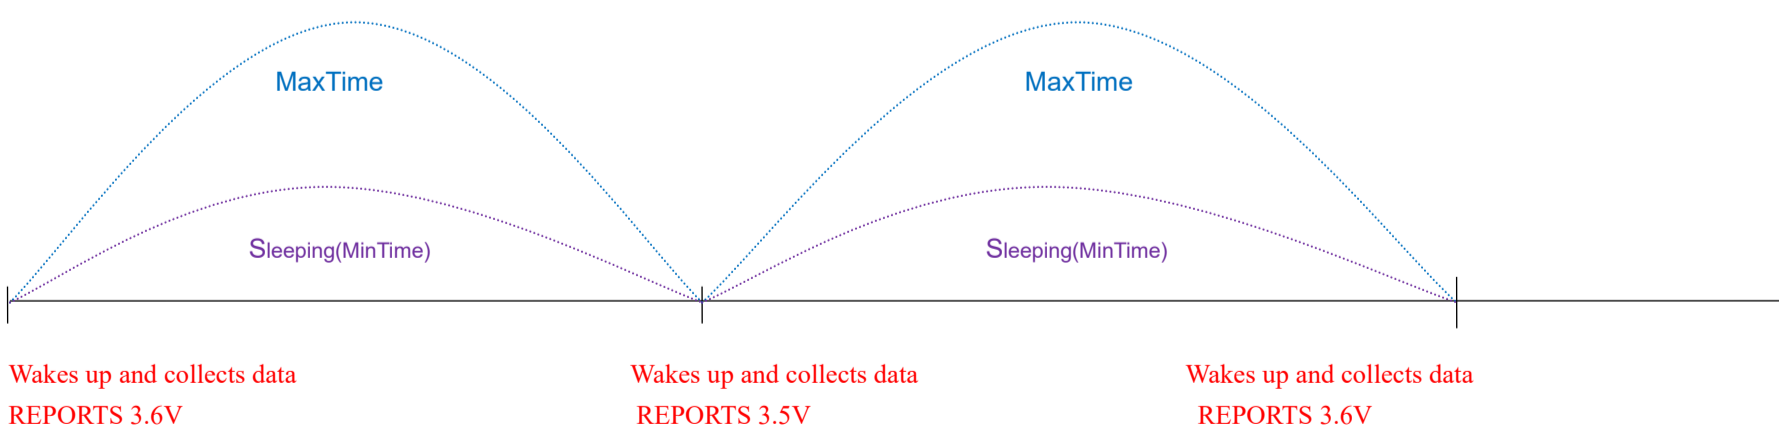 MaxTime
MaxTime
Sleeping(MinTime)
Sleeping(MinTime)
Wakes up and collects data
REPORTS 3.6V
Wakes up and collects data
REPORTS 3.5V
Wakes up and collects data
REPORTS 3.6V